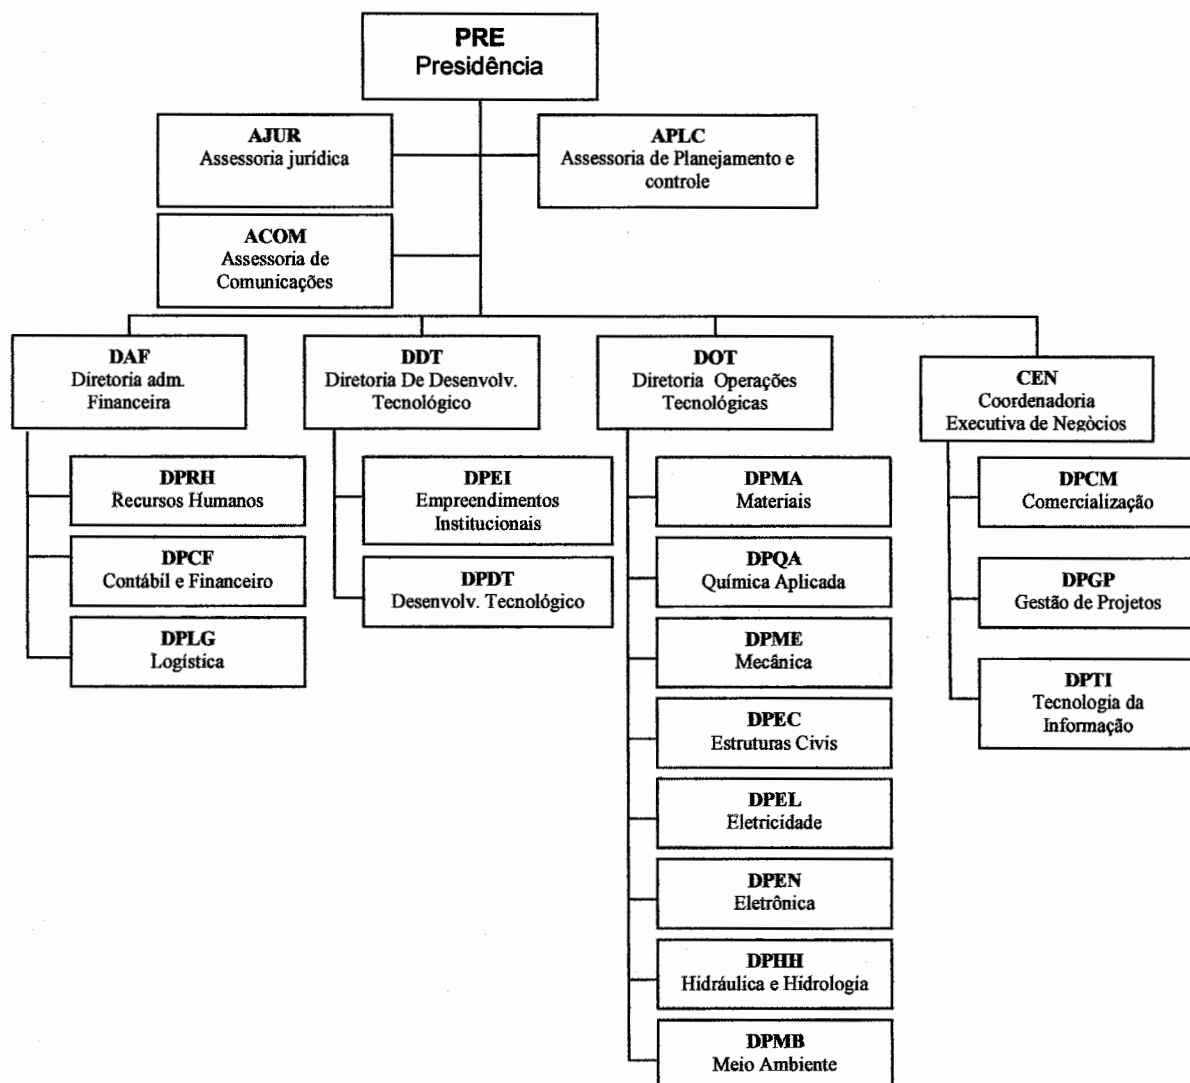 PRE
Presidência
AJUR
Assessoria jurídica
APLC
Assessoria de Planejamento e
controle
ACOM
Assessoria de
Comunicações
DAF
Diretoria adm.
Financeira
DDT
Diretoria De Desenvolv.
Tecnológico
DOT
Diretoria Operações
Tecnológicas
CEN
Coordenadoria
Executiva de Negòcios
DPRH
Recursos Humanos
DPCF
Contábil e Financeiro
DPLG
Logística
DPEI
Empreendimentos
Institucionais
DPDT
Desenvolv. Tecnológico
DPMA
Materiais
DPQA
Química Aplicada
DPME
Mecânica
DPEC
Estruturas Civis
DPEL
Eletricidade
DPEN
Eletrônica
DPHH
Hidráulica e Hidrologia
DPMB
Meio Ambiente
DPCM
Comercialização
DPGP
Gestão de Projetos
DPTI
Tecnologia da
Informação